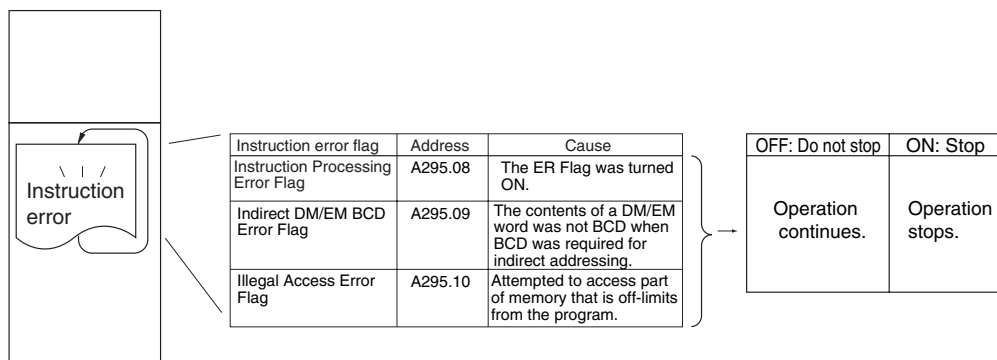 Instruction
error
Instruction error flag Address Cause
Instruction Processing A295.08 The ER Flag was turned
Error Flag ON.
Indirect DM/EM BCD A295.09 The contents of a DM/EM
Error Flag word was not BCD when
BCD was required for
indirect addressing.
Illegal Access Error A295.10 Attempted to access part
Flag of memory that is off-limits
from the program.
OFF: Do not stop ON: Stop
Operation Operation
continues. stops.